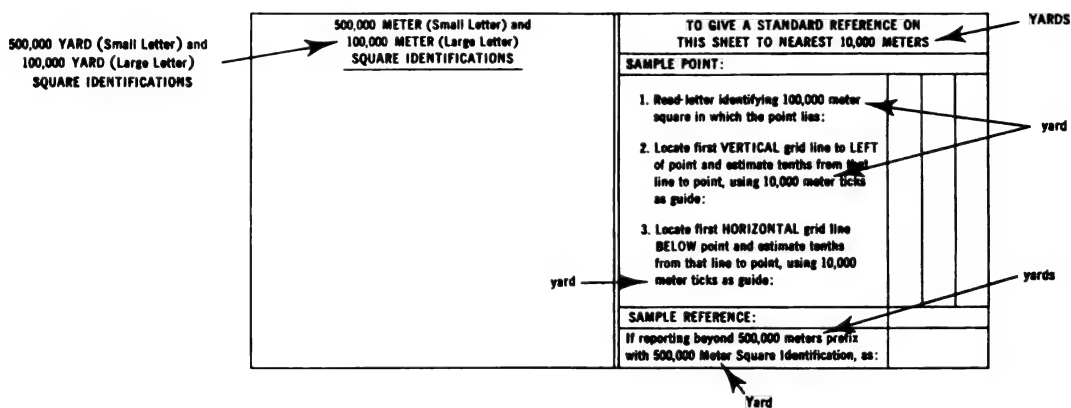 500,000 YARD (Small Letter) and
100,000 YARD (Large Letter)
SQUARE IDENTIFICATIONS
500,000 METER (Small Letter) and
100,000 METER (Large Letter)
SQUARE IDENTIFICATIONS
TO GIVE A STANDARD REFERENCE ON
THIS SHEET TO NEAREST 10,000 METERS
YARDS
SAMPLE POINT:
1. Read letter identifying 100,000 meter
square in which the point lies:
yard
2. Locate first VERTICAL grid line to LEFT
of point and estimate tenths from that
line to point, using 10,000 meter ticks
as guide:
3. Locate first HORIZONTAL grid line
BELOW point and estimate tenths
from that line to point, using 10,000
meter ticks as guide:
yard
yards
SAMPLE REFERENCE:
If reporting beyond 500,000 meters prefix
with 500,000 Meter Square Identification, as:
Yard